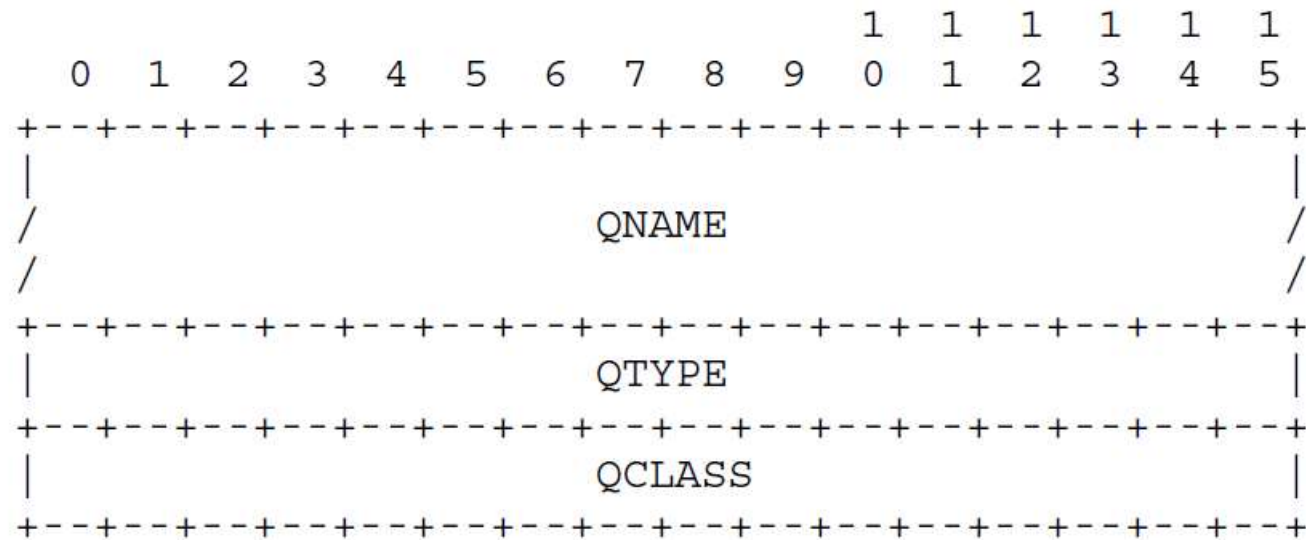 1  1  1  1  1  1
  0  1  2  3  4  5  6  7  8  9  0  1  2  3  4  5
+--+--+--+--+--+--+--+--+--+--+--+--+--+--+--+--+
|                                               |
/                     QNAME                     /
/                                               /
+--+--+--+--+--+--+--+--+--+--+--+--+--+--+--+--+
|                     QTYPE                     |
+--+--+--+--+--+--+--+--+--+--+--+--+--+--+--+--+
|                     QCLASS                    |
+--+--+--+--+--+--+--+--+--+--+--+--+--+--+--+--+